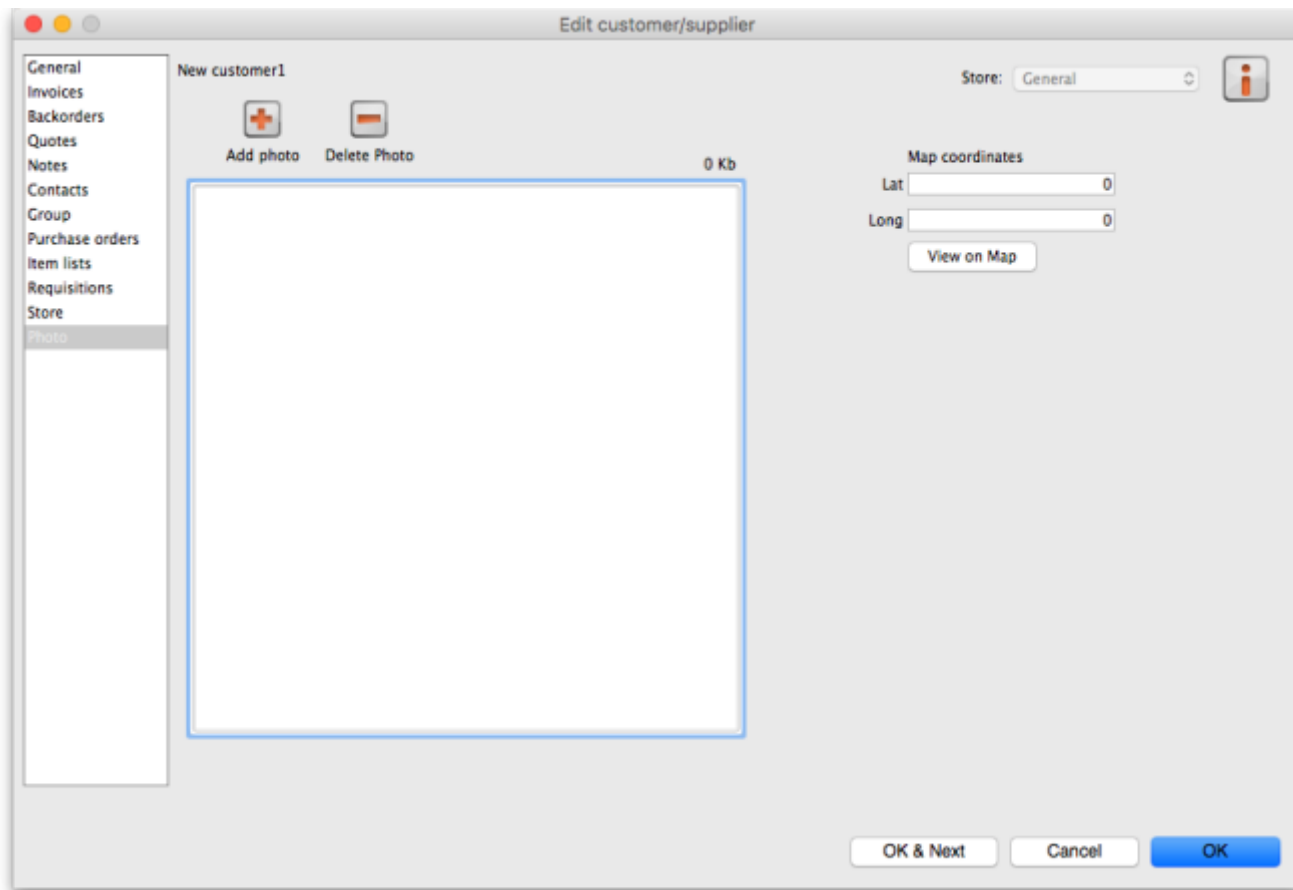 Edit customer/supplier
General
Invoices
Backorders
Quotes
Notes
Contacts
Group
Purchase orders
Item lists
Requisitions
Store
Photo
New customer1
Add photo
Delete Photo
0 Kb
Store: General
Map coordinates
Lat 0
Long 0
View on Map
OK & Next
Cancel
OK